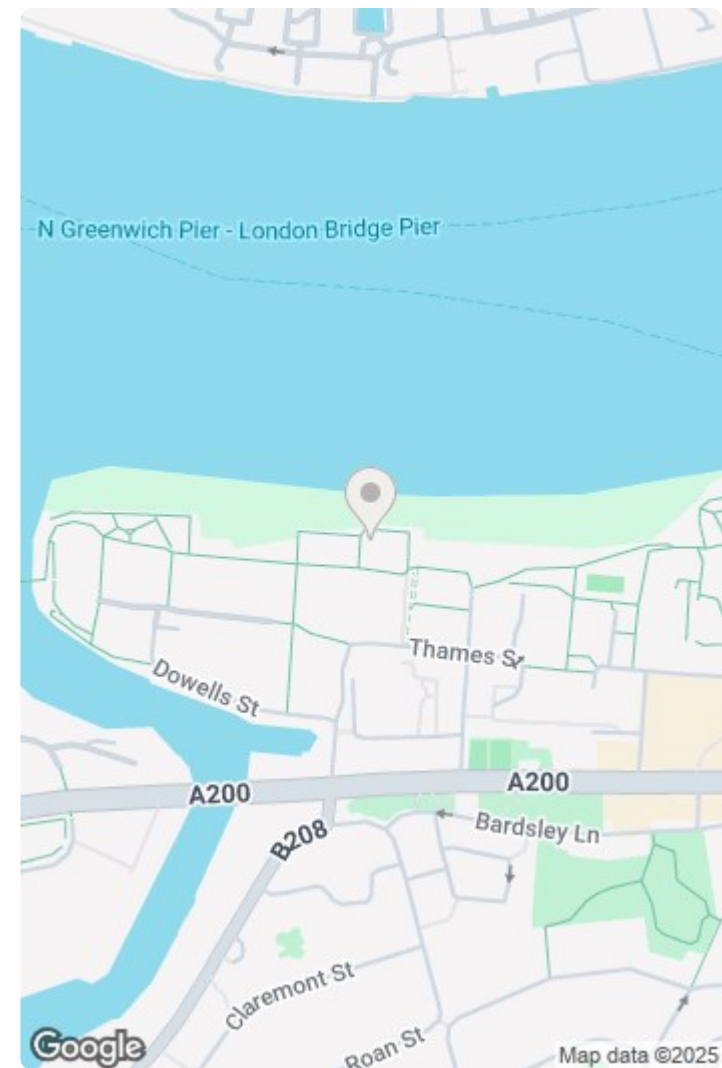 N Greenwich Pier - London Bridge Pier
Thames St
Dowells St
A200
A200
B208
Bardsley Ln
Claremont St
Roan St
Google
Map data ©2025